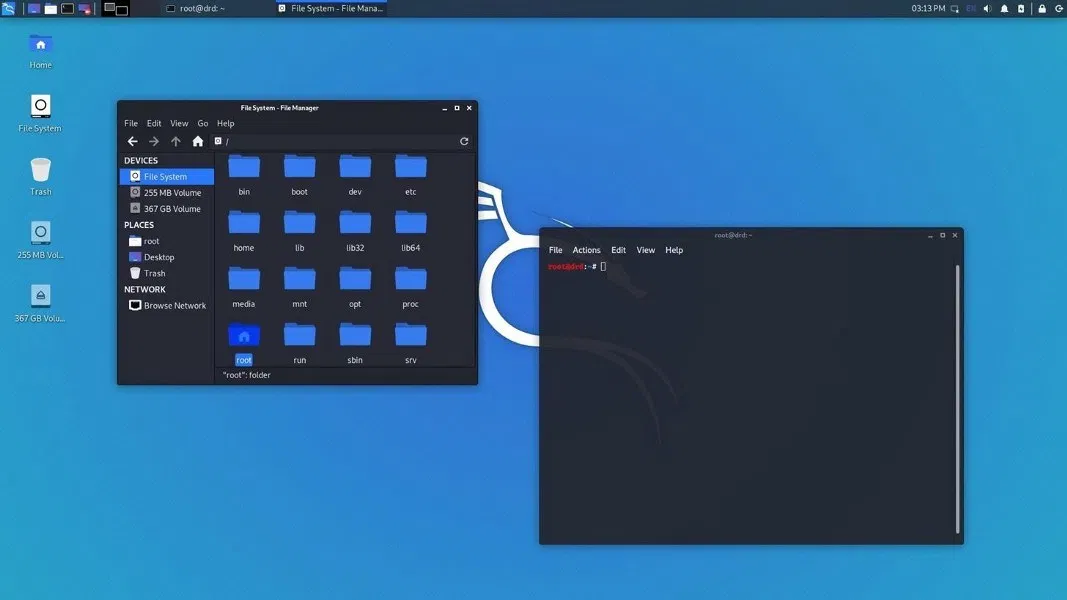 root@drd: ~
File System - File Mana...
03:13 PM
EN
Home
File System
Trash
255 MB Vol...
367 GB Volu...
File System - File Manager
File Edit View Go Help
/
DEVICES
File System
255 MB Volume
367 GB Volume
PLACES
root
Desktop
Trash
NETWORK
Browse Network
bin boot dev etc
home lib lib32 lib64
media mnt opt proc
root run sbin srv
"root": folder
root@drd: ~
File Actions Edit View Help
root@drd:~#